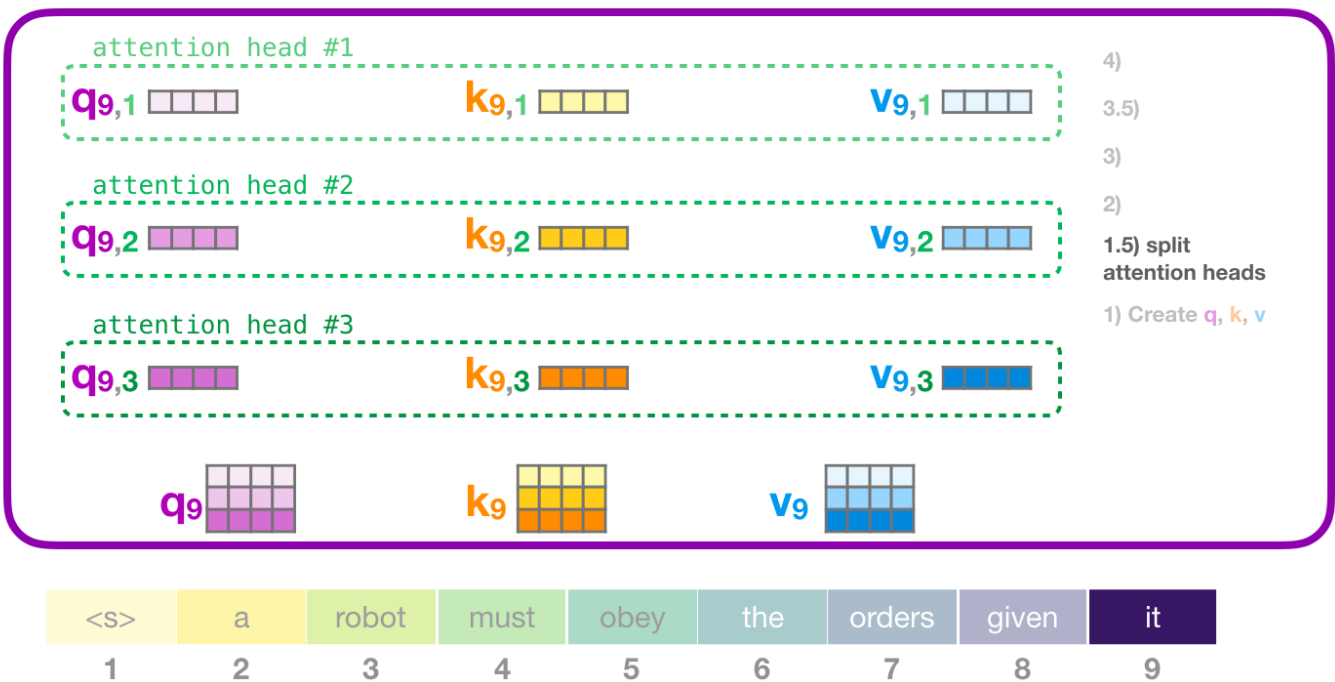 attention head #1
q9,1 k9,1 v9,1
attention head #2
q9,2 k9,2 v9,2
attention head #3
q9,3 k9,3 v9,3
q9 k9 v9
4)
3.5)
3)
2)
1.5) split
attention heads
1) Create q, k, v
<s> a robot must obey the orders given it
1 2 3 4 5 6 7 8 9